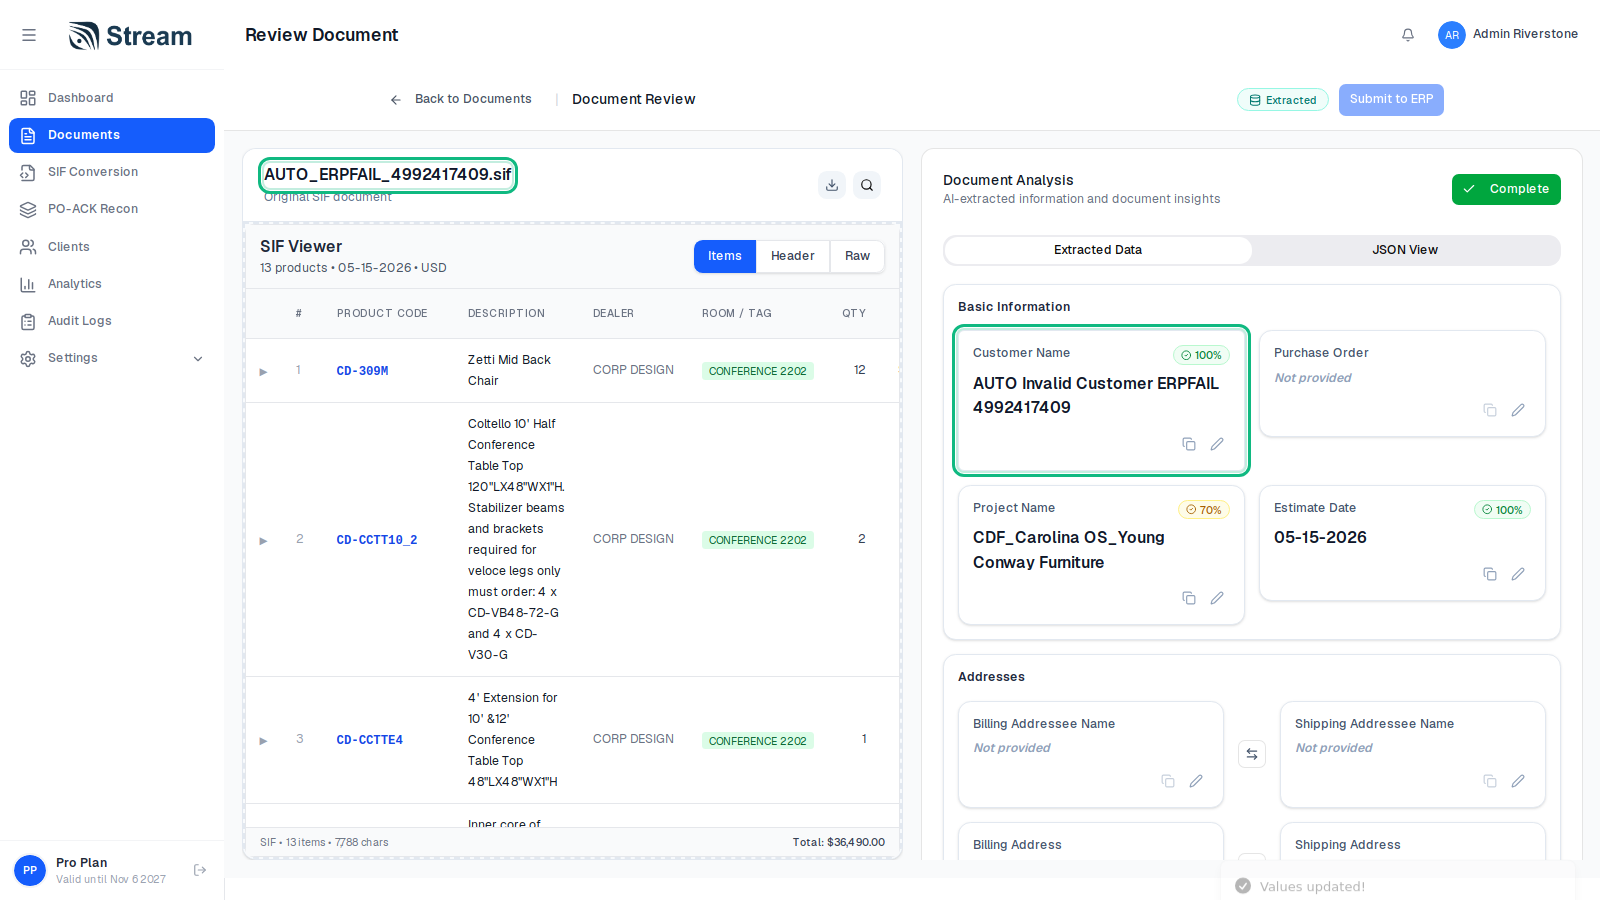 Stream
Review Document
AR
Admin Riverstone
Dashboard
Documents
SIF Conversion
PO-ACK Recon
Clients
Analytics
Audit Logs
Settings
PP
Pro Plan
Valid until Nov 6 2027
Back to Documents
Document Review
Extracted
Submit to ERP
AUTO_ERPFAIL_4992417409.sif
Original SIF document
SIF Viewer
13 products • 05-15-2026 • USD
Items
Header
Raw
# PRODUCT CODE DESCRIPTION DEALER ROOM / TAG QTY
1 CD-309M Zetti Mid Back CORP DESIGN CONFERENCE 2202 12
Chair
Coltello 10' Half
Conference
Table Top
120"LX48"WX1"H.
Stabilizer beams
and brackets
2 CD-CCTT10_2 required for CORP DESIGN CONFERENCE 2202 2
veloce legs only
must order: 4 x
CD-VB48-72-G
and 4 x CD-
V30-G
4' Extension for
10' &12'
3 CD-CCTTE4 Conference CORP DESIGN CONFERENCE 2202 1
Table Top
48"LX48"WX1"H
Inner core of
SIF • 13 items • 7788 chars
Total: $36,490.00
Document Analysis
AI-extracted information and document insights
Complete
Extracted Data
JSON View
Basic Information
Customer Name
100%
AUTO Invalid Customer ERPFAIL
4992417409
Purchase Order
Not provided
Project Name
70%
CDF_Carolina OS_Young
Conway Furniture
Estimate Date
100%
05-15-2026
Addresses
Billing Addressee Name
Not provided
Shipping Addressee Name
Not provided
Billing Address
Shipping Address
Values updated!